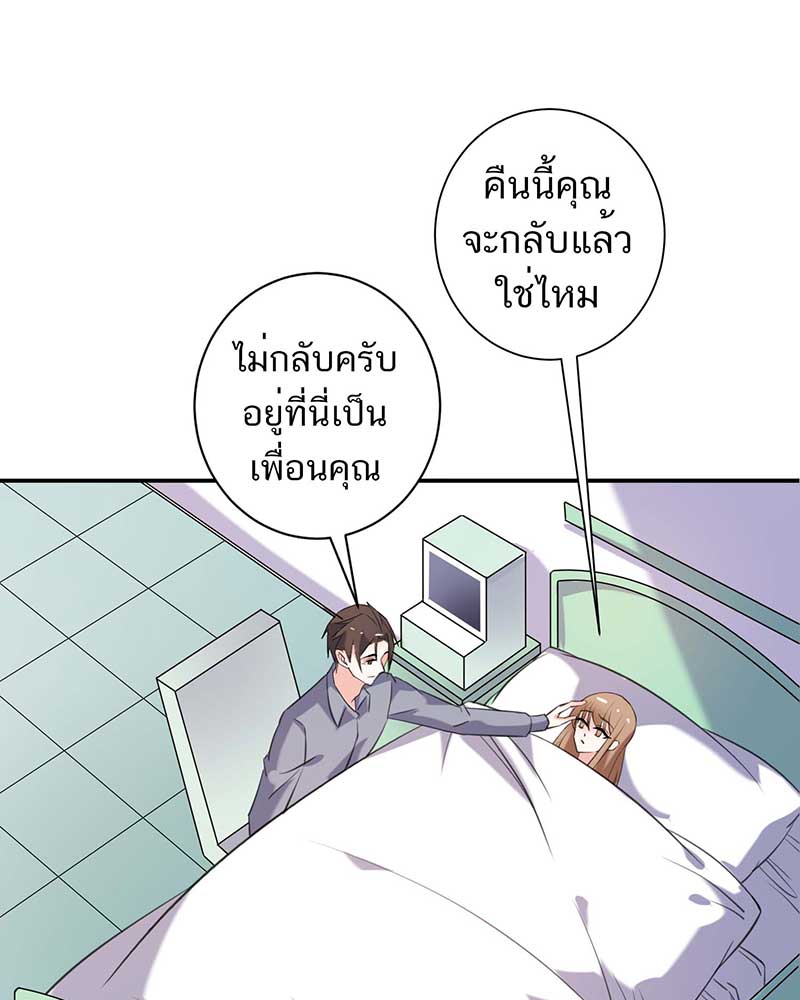 คืนนี้คุณ
จะกลับแล้ว
ใช่ไหม
ไม่กลับครับ
อยู่ที่นี่เป็น
เพื่อนคุณ